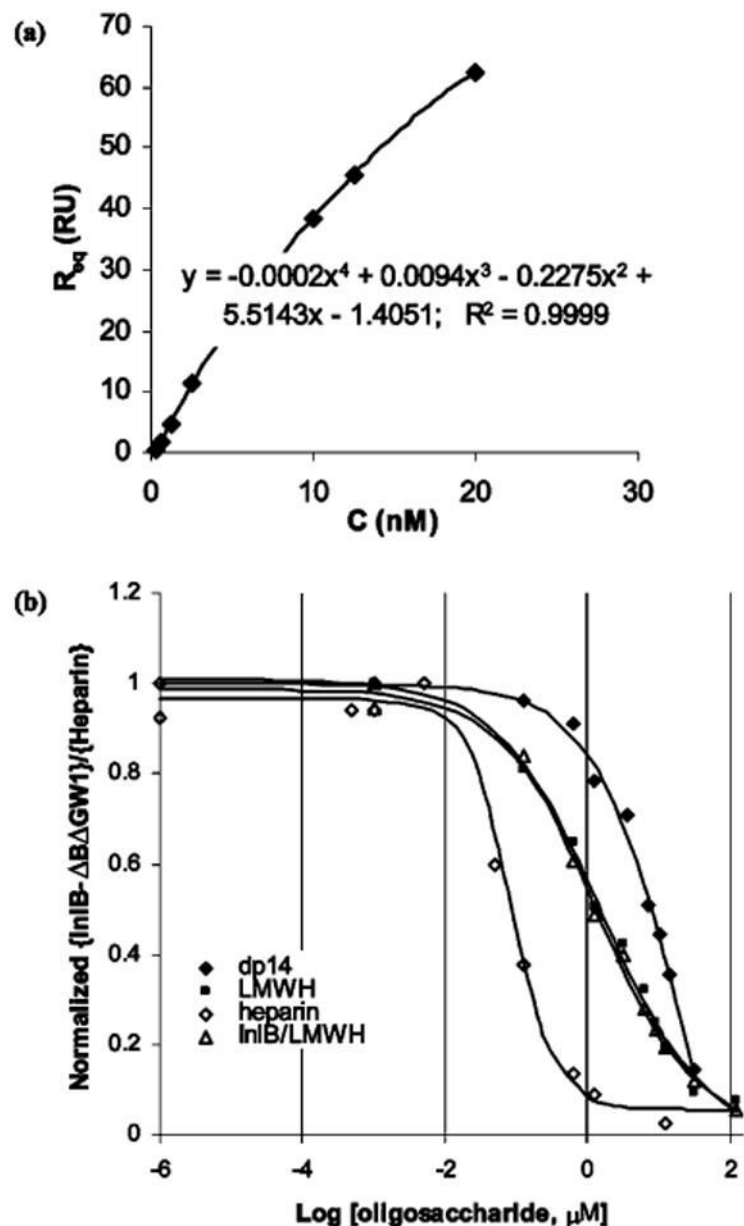 (a)
70
60
50
40
30
20
10
0
R_eq (RU)
y = -0.0002x⁴ + 0.0094x³ - 0.2275x² +
5.5143x - 1.4051; R² = 0.9999
0 10 20 30
C (nM)
(b)
1.2
1
0.8
0.6
0.4
0.2
0
Normalized {InlB-ΔBΔGW1}/{Heparin}
dp14
LMWH
heparin
InlB/LMWH
-6 -4 -2 0 2
Log [oligosaccharide, μM]